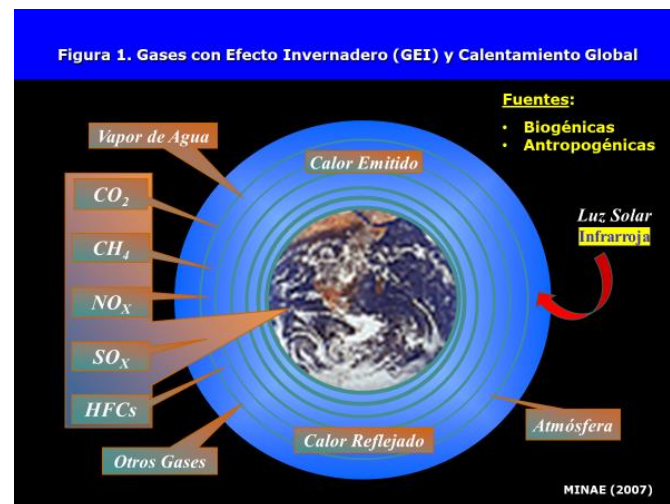 Figura 1. Gases con Efecto Invernadero (GEI) y Calentamiento Global
Fuentes:
• Biogénicas
• Antropogénicas
Vapor de Agua
Calor Emitido
CO₂
CH₄
NOₓ
SOₓ
HFCs
Otros Gases
Calor Reflejado
Luz Solar
Infrarroja
Atmósfera
MINAE (2007)